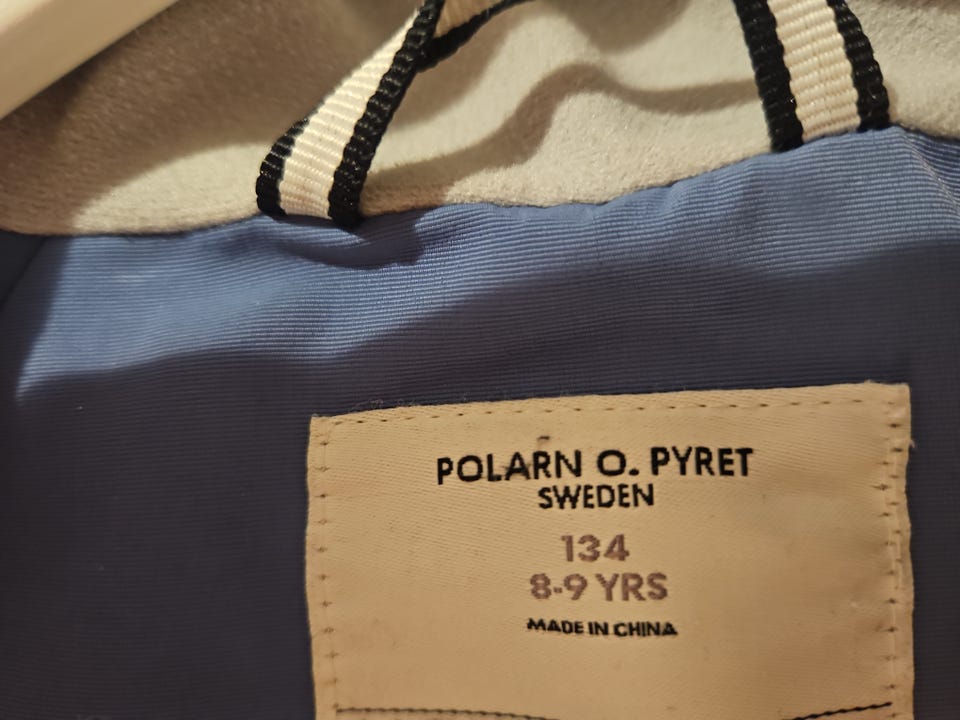 POLARN O. PYRET
SWEDEN
134
8-9 YRS
MADE IN CHINA